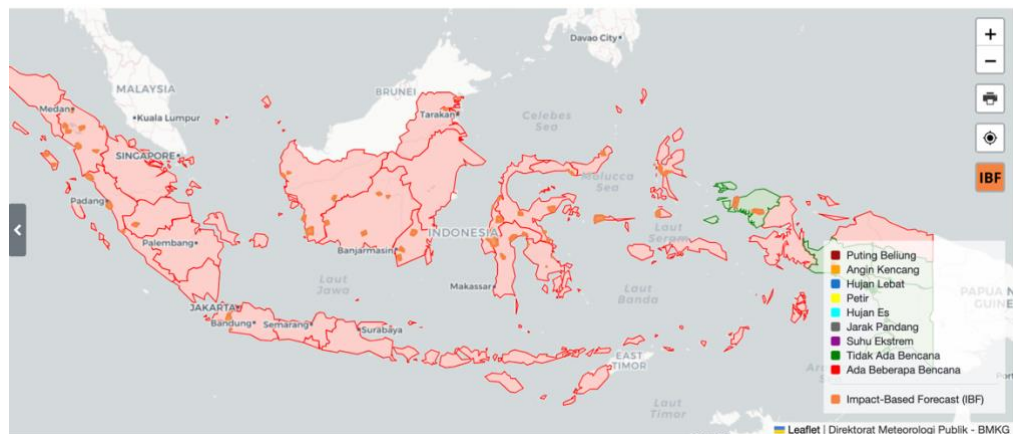 Davao City
MALAYSIA
BRUNEI
Medan
Tarakan
Kuala Lumpur
Celebes
Sea
SINGAPORE
Molucca
Sea
IBF
Padang
INDONESIA
Laut
Seram
Palembang
Banjarmasin
Laut
Jawa
Makassar
Laut
Banda
JAKARTA
Bandung
Semarang
Surabaya
EAST
TIMOR
Laut
Timor
PAPUA N
GUINE
Port
Puting Beliung
Angin Kencang
Hujan Lebat
Petir
Hujan Es
Jarak Pandang
Suhu Ekstrem
Tidak Ada Bencana
Ada Beberapa Bencana
Impact-Based Forecast (IBF)
Leaflet | Direktorat Meteorologi Publik - BMKG